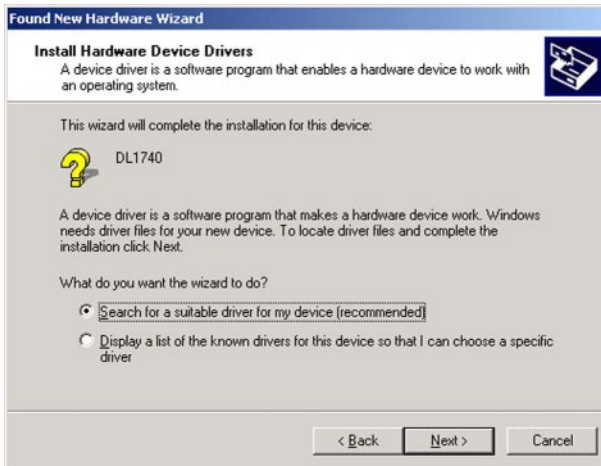 Found New Hardware Wizard
Install Hardware Device Drivers
A device driver is a software program that enables a hardware device to work with
an operating system.
This wizard will complete the installation for this device:
DL1740
A device driver is a software program that makes a hardware device work. Windows
needs driver files for your new device. To locate driver files and complete the
installation click Next.
What do you want the wizard to do?
Search for a suitable driver for my device (recommended)
Display a list of the known drivers for this device so that I can choose a specific
driver
< Back
Next >
Cancel